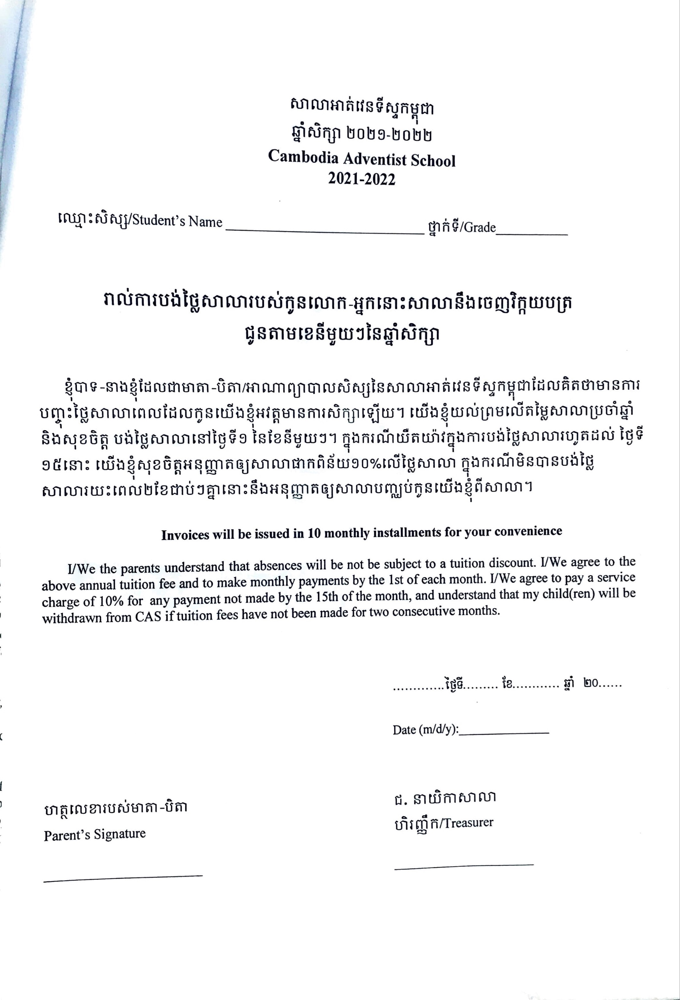 សាលាអាត់វេនទីស្ទកម្ពុជា
ឆ្នាំសិក្សា ២០២១-២០២២
Cambodia Adventist School
2021-2022
ឈ្មោះសិស្ស/Student's Name ____________________ ថ្នាក់ទី/Grade__________
រាល់ការបង់ថ្លៃសាលារបស់កូនលោក-អ្នកនោះសាលានឹងចេញវិក្កយបត្រ
ជូនតាមខេនីមួយៗនៃឆ្នាំសិក្សា
ខ្ញុំបាទ-នាងខ្ញុំដែលជាមាតា-បិតា/អាណាព្យាបាលសិស្សនៃសាលាអាត់វេនទីស្ទកម្ពុជាដែលគិតថាមានការ
បញ្ចុះថ្លៃសាលាពេលដែលកូនយើងខ្ញុំអវត្តមានការសិក្សាឡើយ។ យើងខ្ញុំយល់ព្រមលើតម្លៃសាលាប្រចាំឆ្នាំ
និងសុខចិត្ត បង់ថ្លៃសាលានៅថ្ងៃទី១ នៃខែនីមួយៗ។ ក្នុងករណីយឺតយ៉ាវក្នុងការបង់ថ្លៃសាលារហូតដល់ ថ្ងៃទី
១៥នោះ យើងខ្ញុំសុខចិត្តអនុញ្ញាតឲ្យសាលាផាកពិន័យ១០%លើថ្លៃសាលា ក្នុងករណីមិនបានបង់ថ្លៃ
សាលារយះពេល២ខែជាប់ៗគ្នានោះនឹងអនុញ្ញាតឲ្យសាលាបញ្ឈប់កូនយើងខ្ញុំពីសាលា។
Invoices will be issued in 10 monthly installments for your convenience
I/We the parents understand that absences will be not be subject to a tuition discount. I/We agree to the
above annual tuition fee and to make monthly payments by the 1st of each month. I/We agree to pay a service
charge of 10% for any payment not made by the 15th of the month, and understand that my child(ren) will be
withdrawn from CAS if tuition fees have not been made for two consecutive months.
.............ថ្ងៃទី......... ខែ............ ឆ្នាំ ២០......
Date (m/d/y):______________
ហត្ថលេខារបស់មាតា-បិតា
Parent's Signature
ជ. នាយិកាសាលា
ហិរញ្ញឹក/Treasurer